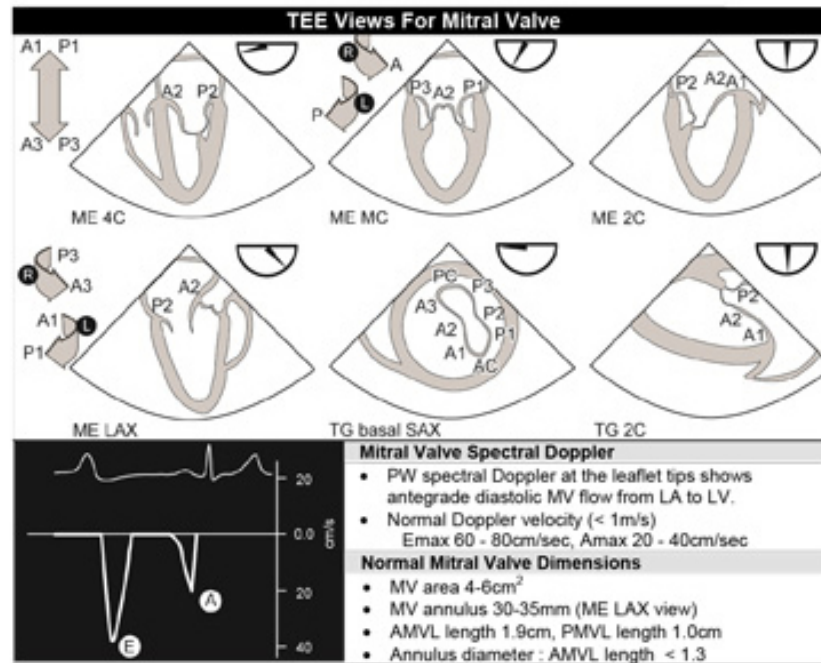 TEE Views For Mitral Valve
A1 P1
A3 P3
A2 P2
ME 4C
R A
P L
P3 A2 P1
ME MC
P2 A2 A1
ME 2C
P3
R A3
A1 L
P1
P2 A2
ME LAX
PC P3
A3 P2
A2 P1
A1
AC
TG basal SAX
P2
A2
A1
TG 2C
20
0.0
cm/s
20
40
E
A
Mitral Valve Spectral Doppler
• PW spectral Doppler at the leaflet tips shows
antegrade diastolic MV flow from LA to LV.
• Normal Doppler velocity (< 1m/s)
Emax 60 - 80cm/sec, Amax 20 - 40cm/sec
Normal Mitral Valve Dimensions
• MV area 4-6cm²
• MV annulus 30-35mm (ME LAX view)
• AMVL length 1.9cm, PMVL length 1.0cm
• Annulus diameter : AMVL length < 1.3